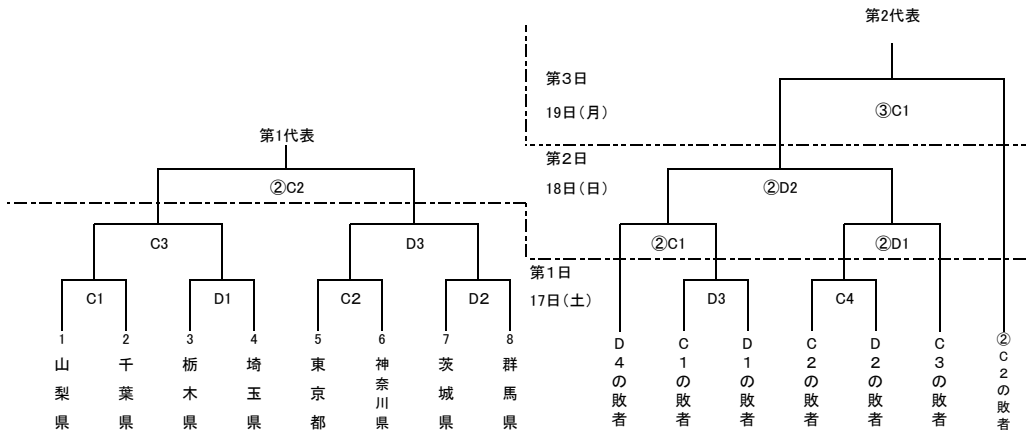 第2代表
第3日
19日(月)
③C1
第1代表
第2日
18日(日)
②C2
②D2
C3
D3
②C1
②D1
第1日
17日(土)
C1
D1
C2
D2
D3
C4
1
2
3
4
5
6
7
8
山梨県
千葉県
栃木県
埼玉県
東京都
神奈川県
茨城県
群馬県
D4の敗者
C1の敗者
D1の敗者
C2の敗者
D2の敗者
C3の敗者
②C2の敗者